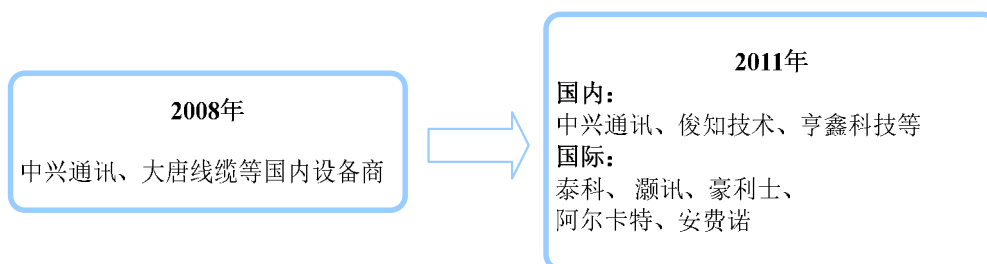 2008年
中兴通讯、大唐线缆等国内设备商
2011年
国内：
中兴通讯、俊知技术、亨鑫科技等
国际：
泰科、 灏讯、豪利士、
阿尔卡特、安费诺